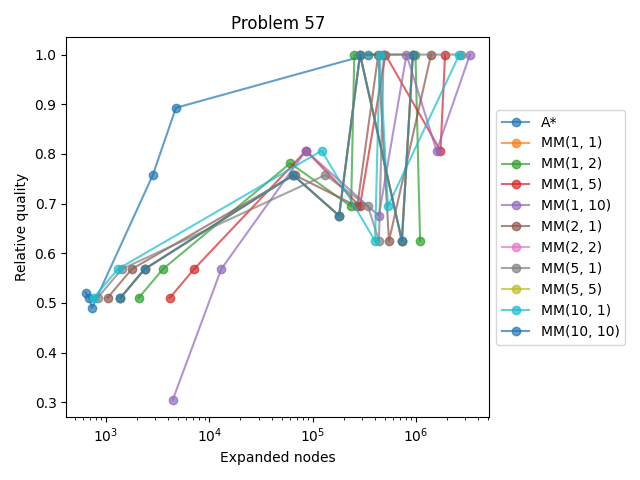 Problem 57
1.0
0.9
0.8
0.7
0.6
0.5
0.4
0.3
Relative quality
10³ 10⁴ 10⁵ 10⁶
Expanded nodes
A*
MM(1, 1)
MM(1, 2)
MM(1, 5)
MM(1, 10)
MM(2, 1)
MM(2, 2)
MM(5, 1)
MM(5, 5)
MM(10, 1)
MM(10, 10)